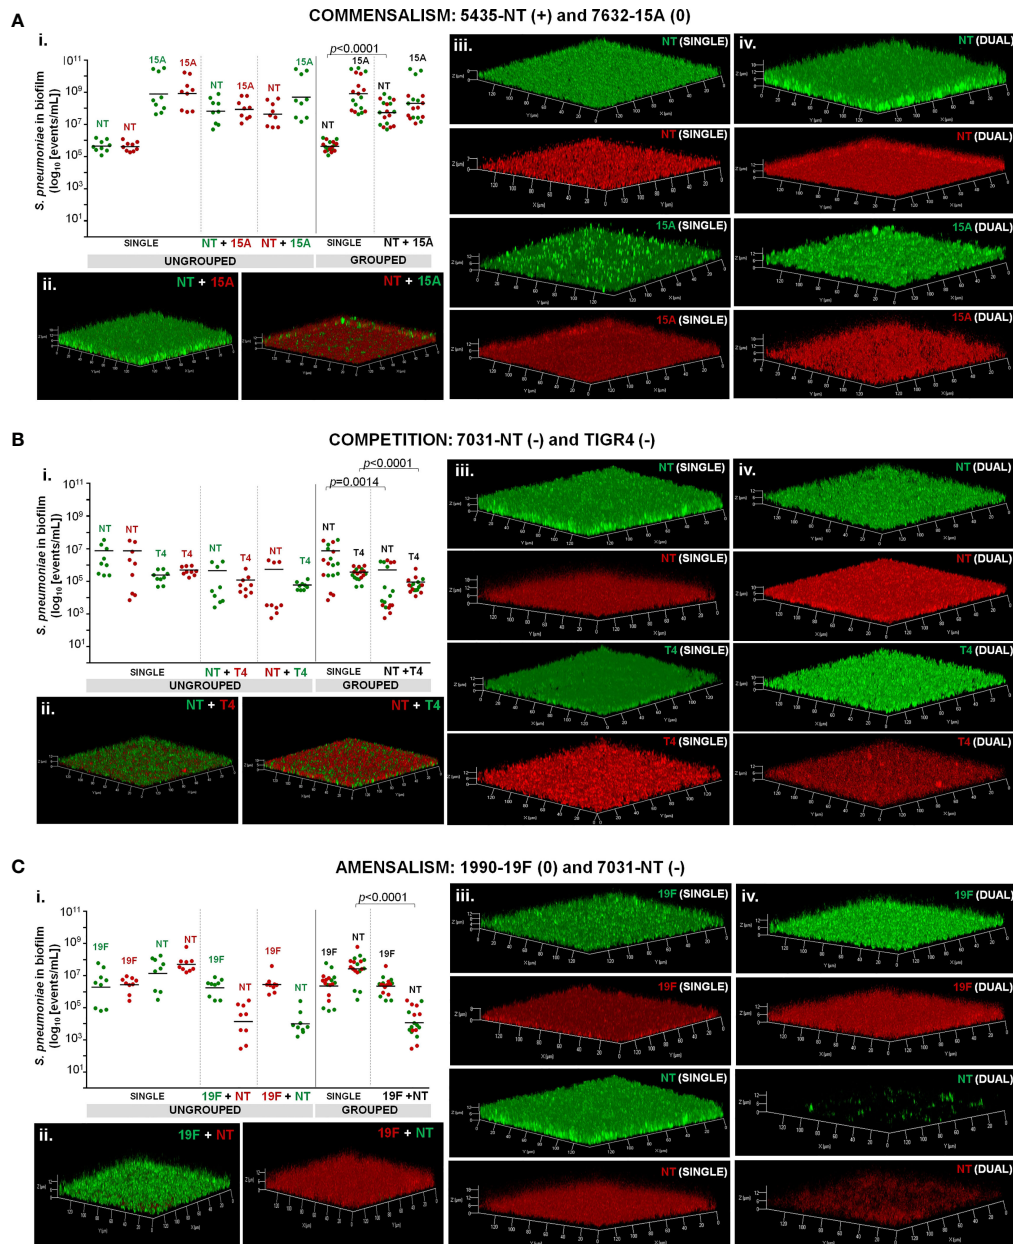 COMMENSALISM: 5435-NT (+) and 7632-15A (0)
A
i.
S. pneumoniae in biofilm
(log10 [events/mL])
10^11
10^9
10^7
10^5
10^3
10^1
NT
NT
15A
15A
NT
15A
NT
15A
p<0.0001
NT
15A
NT
15A
SINGLE
NT + 15A
NT + 15A
SINGLE
NT + 15A
UNGROUPED
GROUPED
ii.
NT + 15A
NT + 15A
iii.
NT (SINGLE)
NT (SINGLE)
15A (SINGLE)
15A (SINGLE)
iv.
NT (DUAL)
NT (DUAL)
15A (DUAL)
15A (DUAL)
B
COMPETITION: 7031-NT (-) and TIGR4 (-)
i.
S. pneumoniae in biofilm
(log10 [events/mL])
10^11
10^9
10^7
10^5
10^3
10^1
NT
NT
T4
T4
NT
T4
NT
T4
p<0.0001
p=0.0014
NT
T4
NT
T4
SINGLE
NT + T4
NT + T4
SINGLE
NT +T4
UNGROUPED
GROUPED
ii.
NT + T4
NT + T4
iii.
NT (SINGLE)
NT (SINGLE)
T4 (SINGLE)
T4 (SINGLE)
iv.
NT (DUAL)
NT (DUAL)
T4 (DUAL)
T4 (DUAL)
C
AMENSALISM: 1990-19F (0) and 7031-NT (-)
i.
S. pneumoniae in biofilm
(log10 [events/mL])
10^11
10^9
10^7
10^5
10^3
10^1
19F
19F
NT
NT
19F
NT
19F
NT
p<0.0001
19F
NT
19F
NT
SINGLE
19F + NT
19F + NT
SINGLE
19F +NT
UNGROUPED
GROUPED
ii.
19F + NT
19F + NT
iii.
19F (SINGLE)
19F (SINGLE)
NT (SINGLE)
NT (SINGLE)
iv.
19F (DUAL)
19F (DUAL)
NT (DUAL)
NT (DUAL)